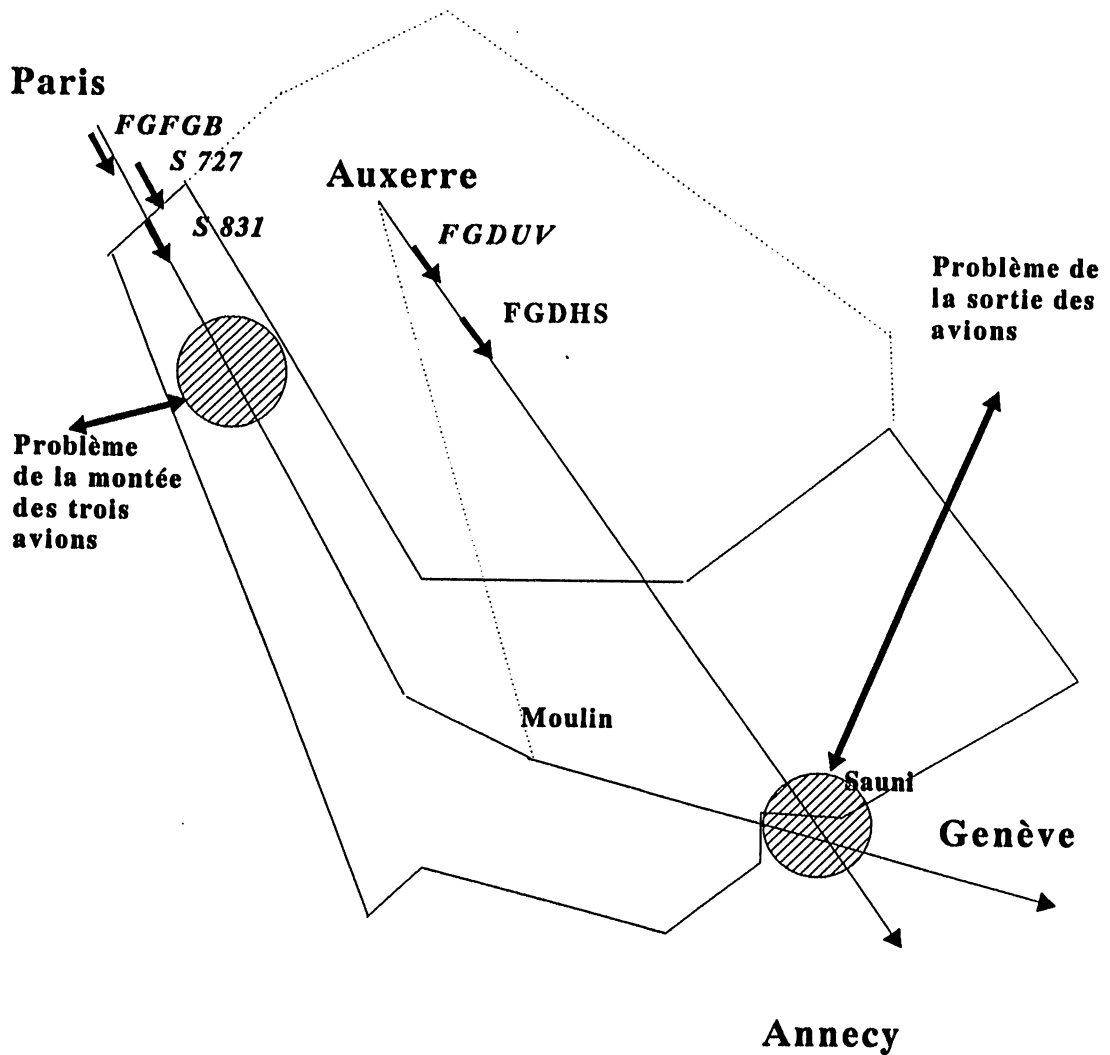 Paris
FGFGB
S 727
Auxerre
S 831
FGDUV
Problème de
la sortie des
avions
FGDHS
Problème
de la montée
des trois
avions
Moulin
Sauni
Genève
Annecy